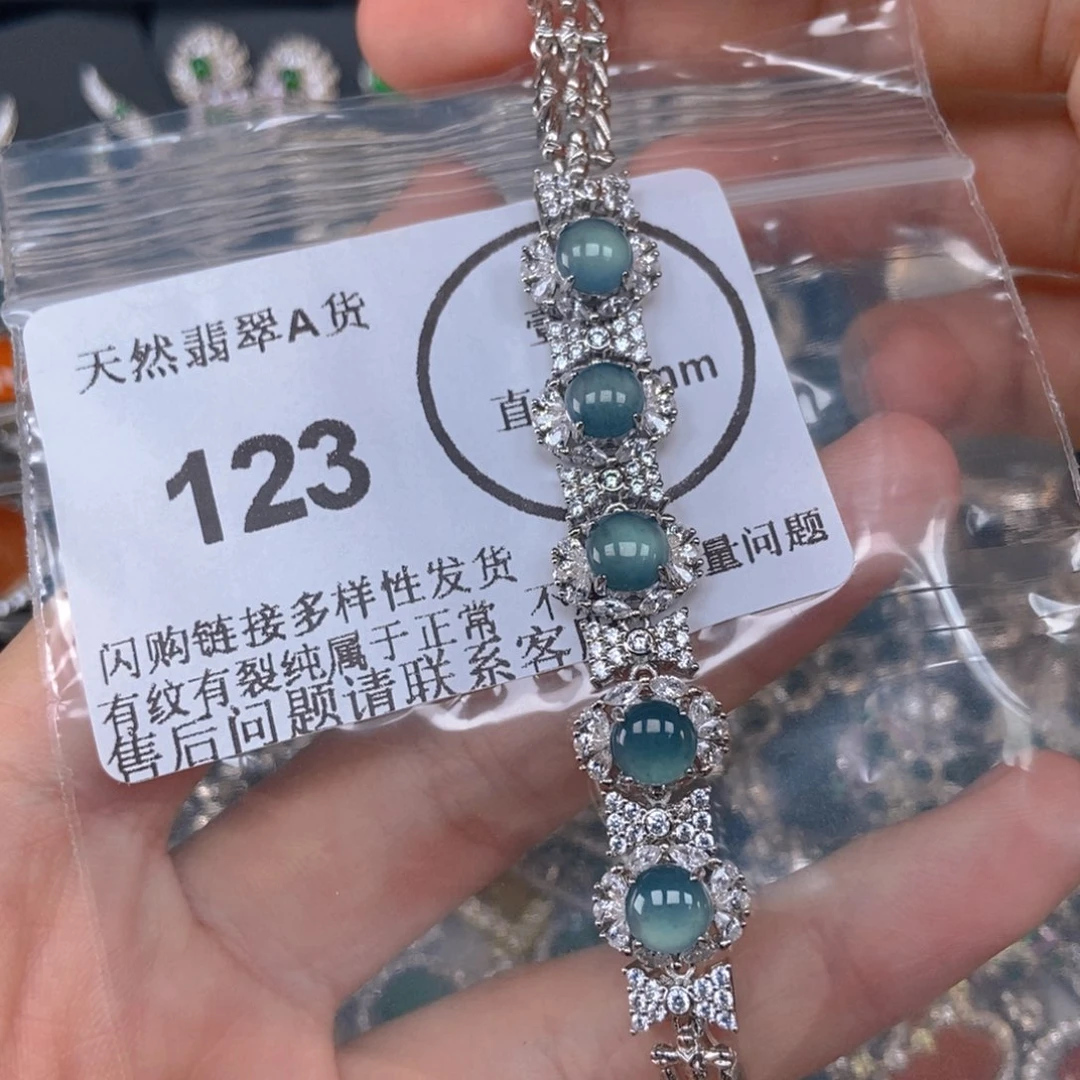 天然翡翠A货
123
直 mm
闪购链接多样性发货
有纹有裂纯属于正常 不 量问题
售后问题请联系客